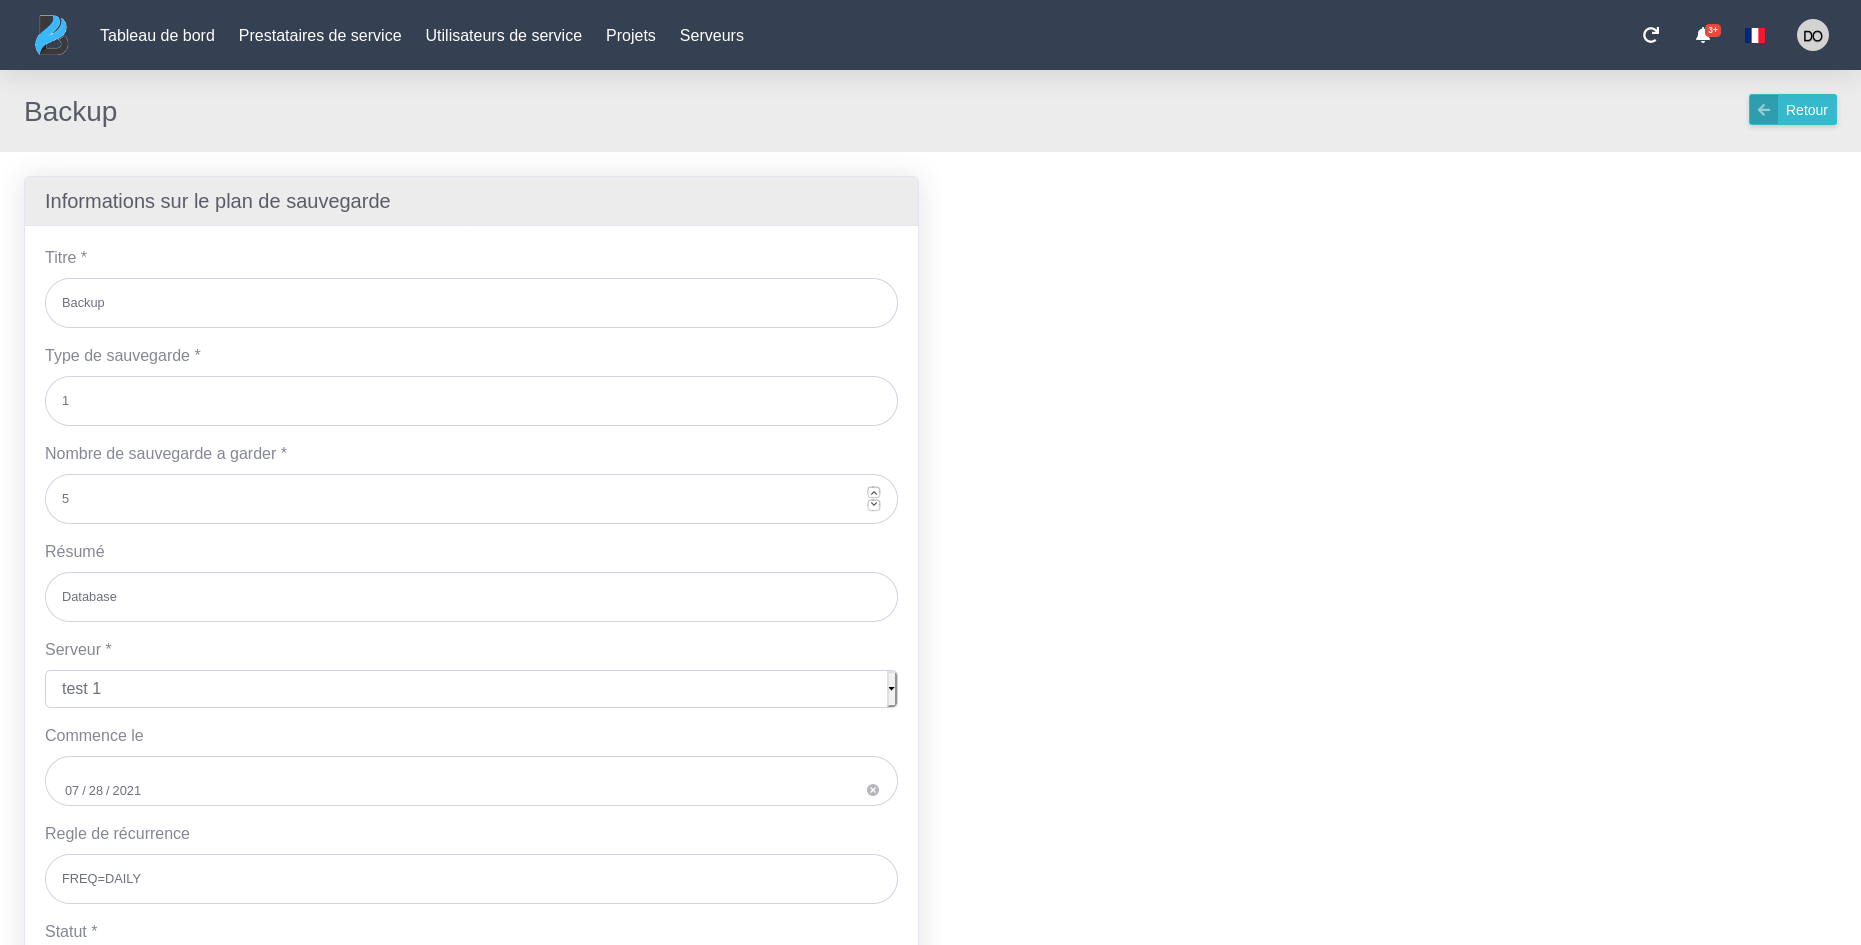 Tableau de bord Prestataires de service Utilisateurs de service Projets Serveurs 3+ DO
Backup
Retour
Informations sur le plan de sauvegarde
Titre *
Backup
Type de sauvegarde *
1
Nombre de sauvegarde a garder *
5
Résumé
Database
Serveur *
test 1
Commence le
07 / 28 / 2021
Regle de récurrence
FREQ=DAILY
Statut *